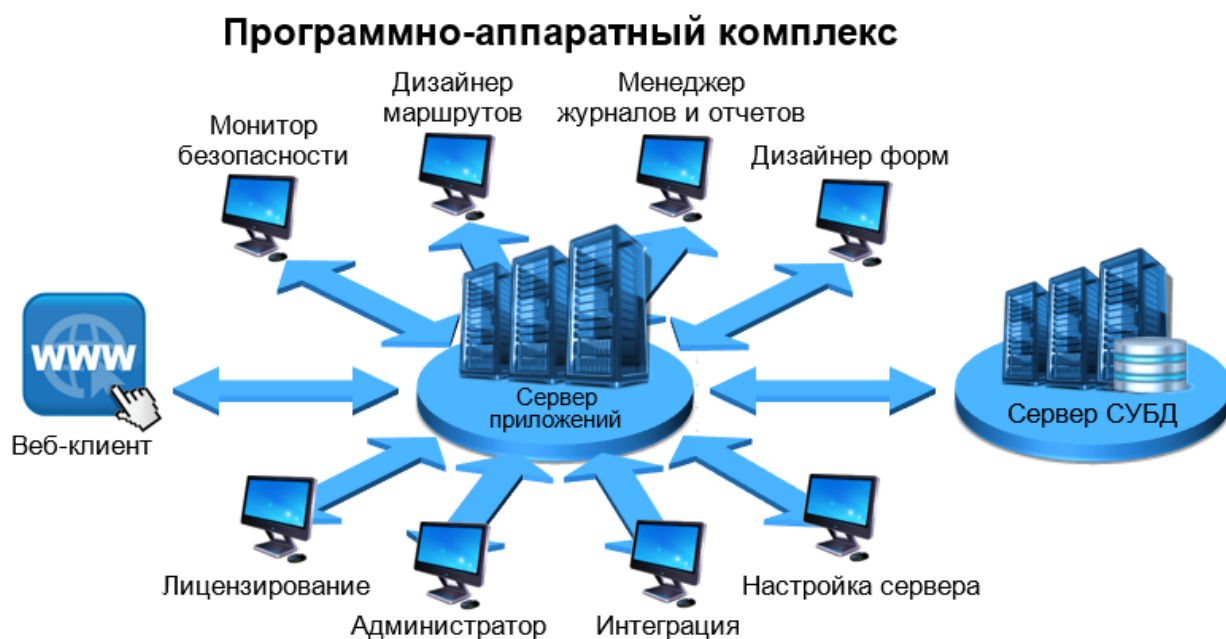 Программно-аппаратный комплекс
Дизайнер
маршрутов
Менеджер
журналов и отчетов
Монитор
безопасности
Дизайнер форм
www
Веб-клиент
Сервер
приложений
Сервер СУБД
Лицензирование
Настройка сервера
Администратор
Интеграция